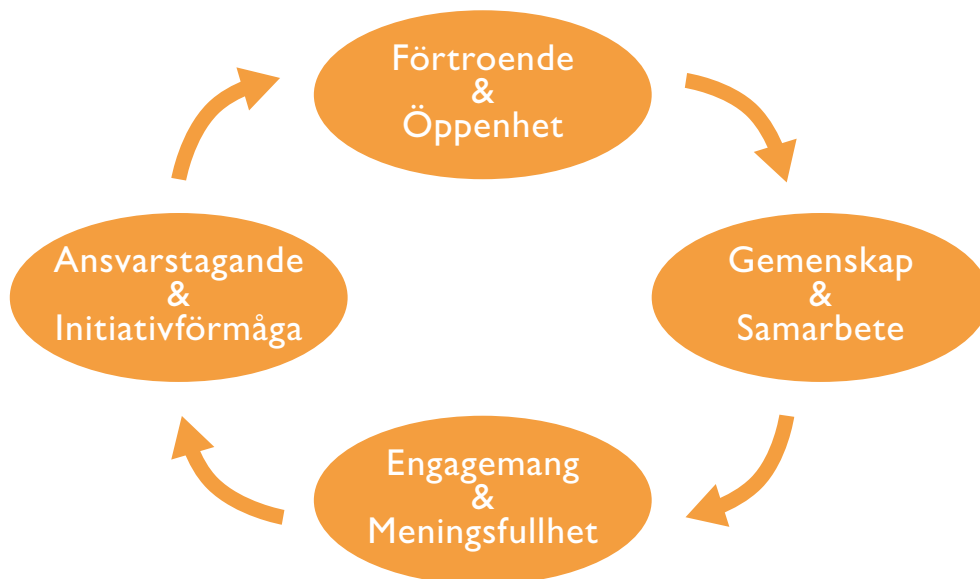 Förtroende
&
Öppenhet
Ansvarstagande
&
Initiativförmåga
Gemenskap
&
Samarbete
Engagemang
&
Meningsfullhet